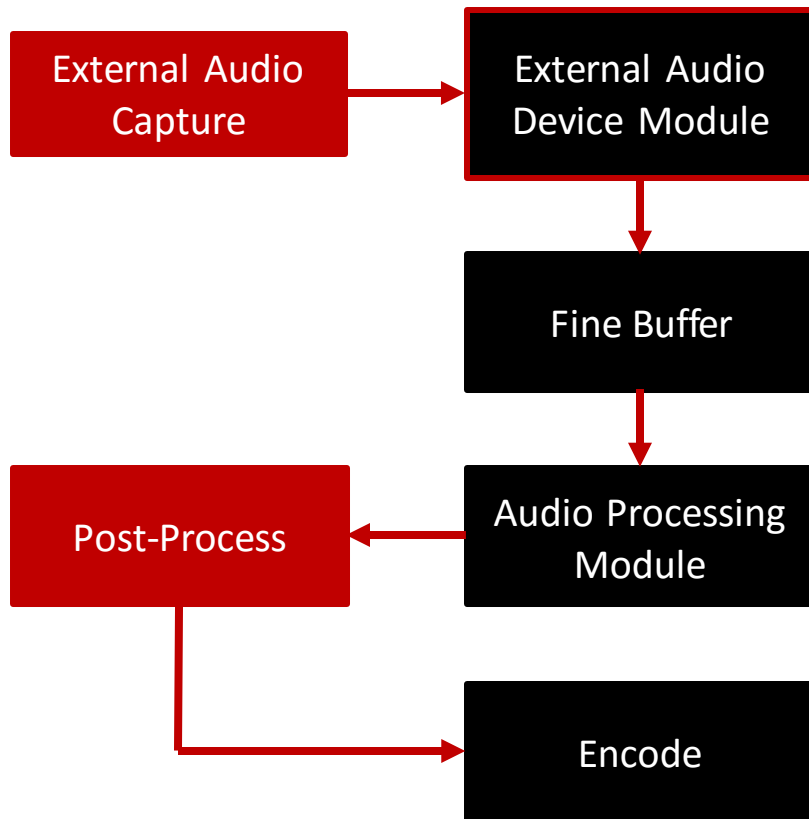 External Audio
Capture
External Audio
Device Module
Fine Buffer
Audio Processing
Module
Post-Process
Encode